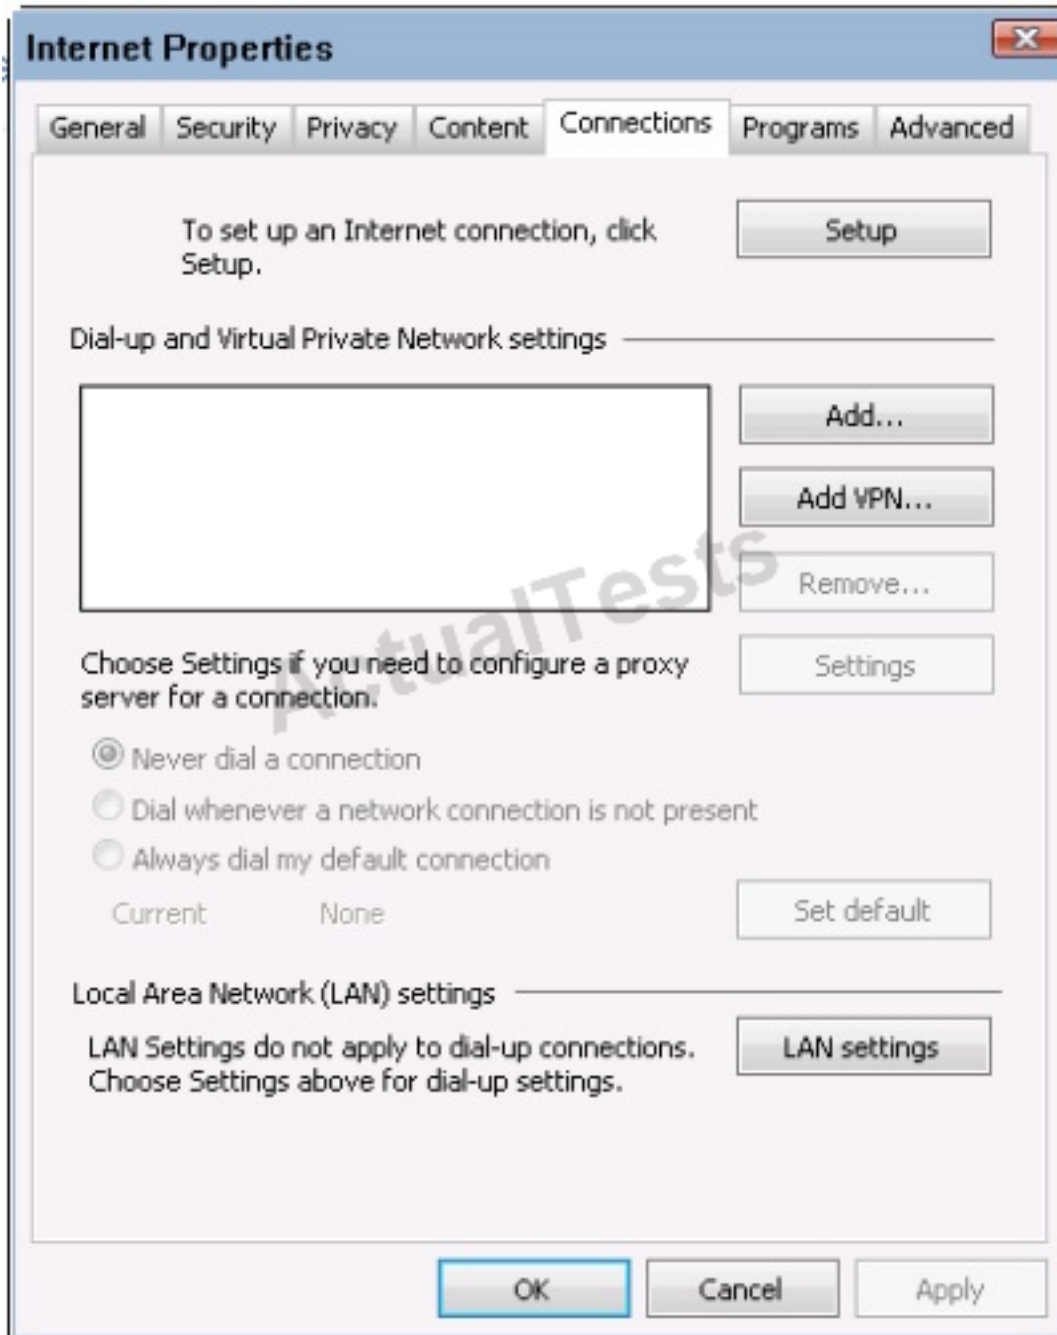 Internet Properties
General Security Privacy Content Connections Programs Advanced
To set up an Internet connection, click
Setup.
Setup
Dial-up and Virtual Private Network settings
Add...
Add VPN...
Remove...
Choose Settings if you need to configure a proxy
server for a connection.
Settings
Never dial a connection
Dial whenever a network connection is not present
Always dial my default connection
Current None
Set default
Local Area Network (LAN) settings
LAN Settings do not apply to dial-up connections.
Choose Settings above for dial-up settings.
LAN settings
OK Cancel Apply
ActualTests